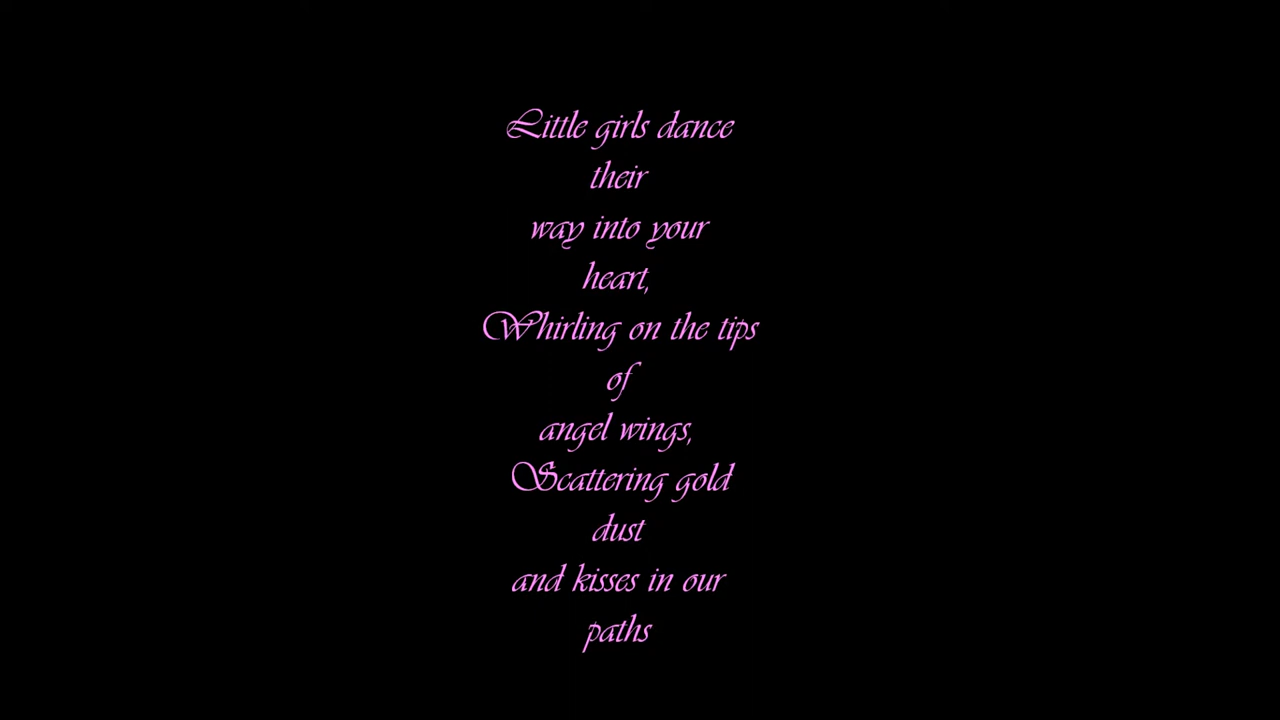 Little girls dance
their
way into your
heart,
Whirling on the tips
of
angel wings,
Scattering gold
dust
and kisses in our
paths